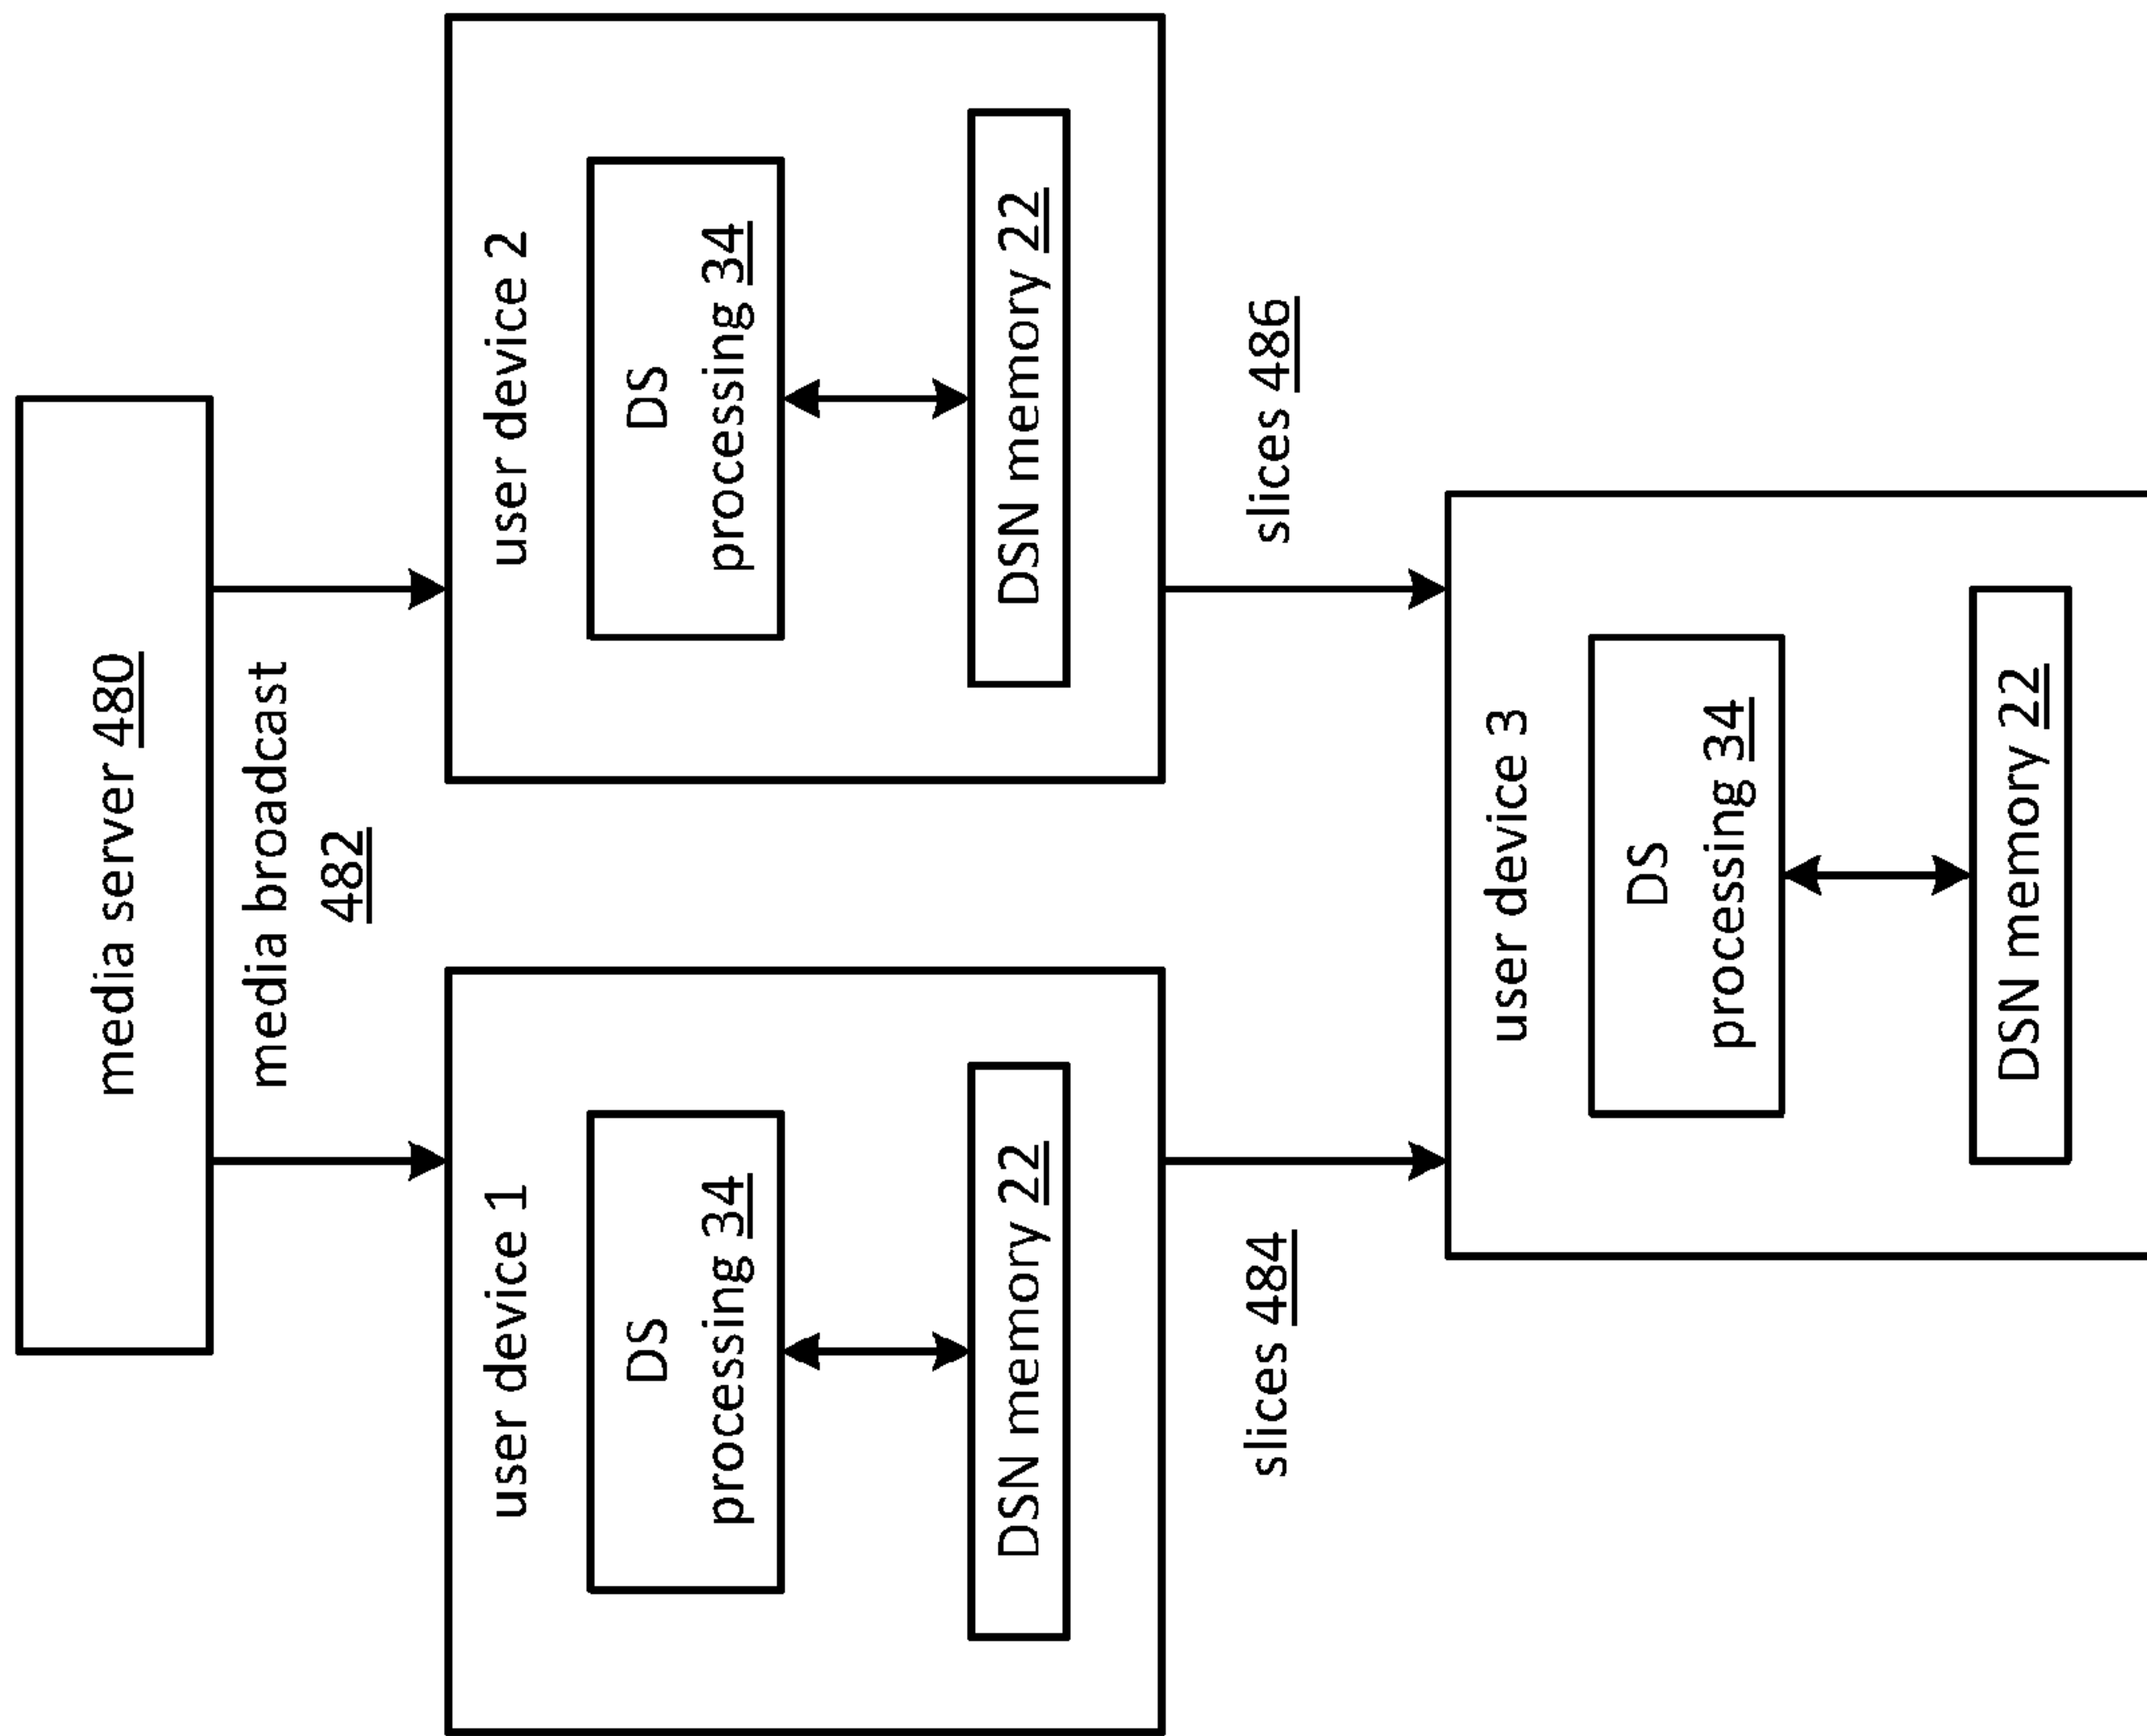 media server 480
media broadcast
482
user device 1
DS
processing 34
DSN memory 22
user device 2
DS
processing 34
DSN memory 22
slices 484
slices 486
user device 3
DS
processing 34
DSN memory 22